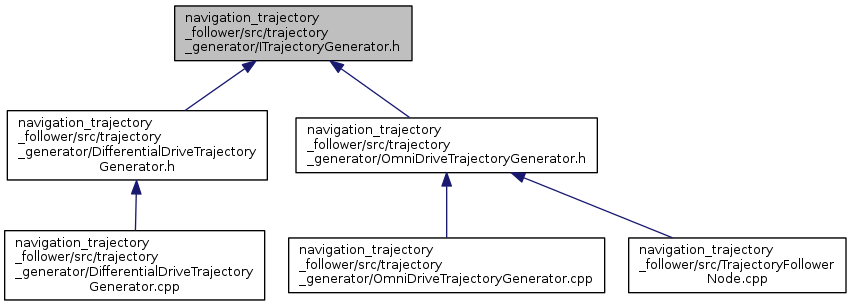 navigation_trajectory
_follower/src/trajectory
_generator/ITrajectoryGenerator.h
navigation_trajectory
_follower/src/trajectory
_generator/DifferentialDriveTrajectory
Generator.h
navigation_trajectory
_follower/src/trajectory
_generator/OmniDriveTrajectoryGenerator.h
navigation_trajectory
_follower/src/trajectory
_generator/DifferentialDriveTrajectory
Generator.cpp
navigation_trajectory
_follower/src/trajectory
_generator/OmniDriveTrajectoryGenerator.cpp
navigation_trajectory
_follower/src/TrajectoryFollower
Node.cpp